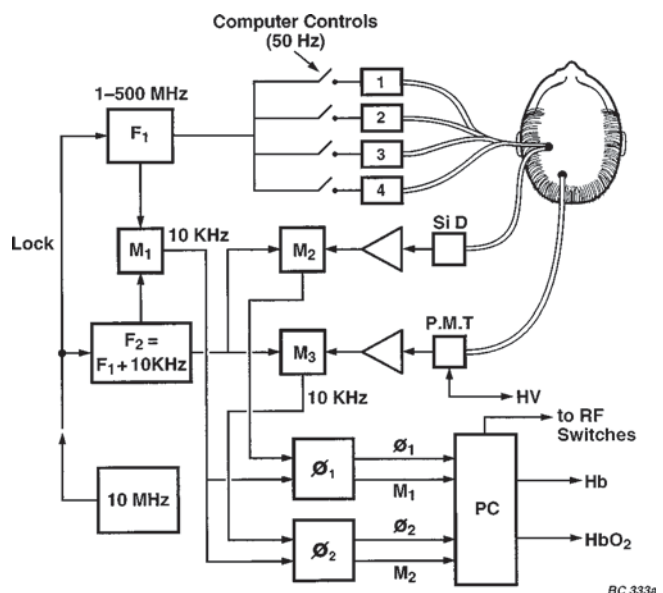 Computer Controls
(50 Hz)
1–500 MHz
F₁
1
2
3
4
Lock
M₁
10 KHz
M₂
Si D
F₂ =
F₁ + 10KHz
M₃
P.M.T
10 KHz
HV
to RF
Switches
10 MHz
Ø₁
Ø₁
M₁
PC
Hb
Ø₂
Ø₂
M₂
HbO₂
RC 333a